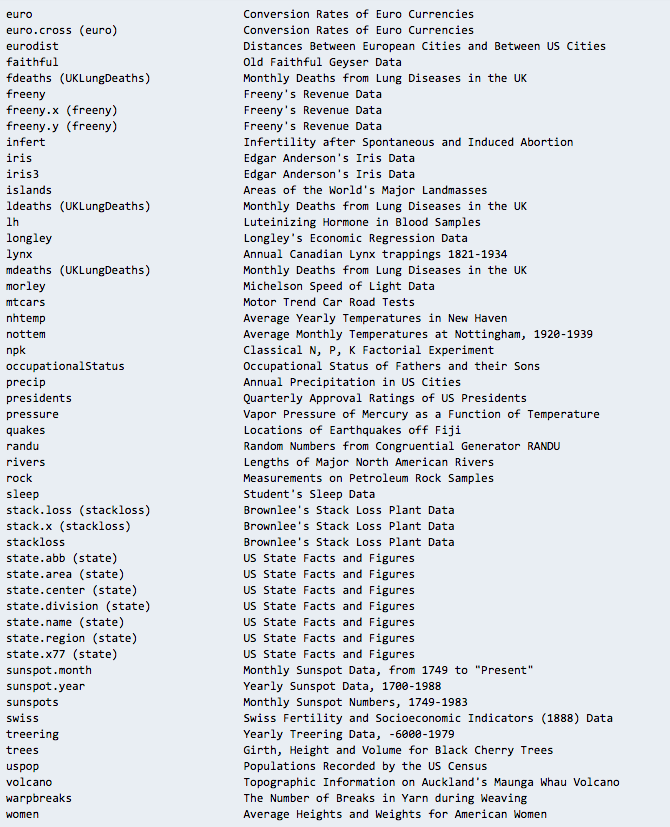 euro Conversion Rates of Euro Currencies
euro.cross (euro) Conversion Rates of Euro Currencies
eurodist Distances Between European Cities and Between US Cities
faithful Old Faithful Geyser Data
fdeaths (UKLungDeaths) Monthly Deaths from Lung Diseases in the UK
freeny Freeny's Revenue Data
freeny.x (freeny) Freeny's Revenue Data
freeny.y (freeny) Freeny's Revenue Data
infert Infertility after Spontaneous and Induced Abortion
iris Edgar Anderson's Iris Data
iris3 Edgar Anderson's Iris Data
islands Areas of the World's Major Landmasses
ldeaths (UKLungDeaths) Monthly Deaths from Lung Diseases in the UK
lh Luteinizing Hormone in Blood Samples
longley Longley's Economic Regression Data
lynx Annual Canadian Lynx trappings 1821-1934
mdeaths (UKLungDeaths) Monthly Deaths from Lung Diseases in the UK
morley Michelson Speed of Light Data
mtcars Motor Trend Car Road Tests
nhtemp Average Yearly Temperatures in New Haven
nottem Average Monthly Temperatures at Nottingham, 1920-1939
npk Classical N, P, K Factorial Experiment
occupationalStatus Occupational Status of Fathers and their Sons
precip Annual Precipitation in US Cities
presidents Quarterly Approval Ratings of US Presidents
pressure Vapor Pressure of Mercury as a Function of Temperature
quakes Locations of Earthquakes off Fiji
randu Random Numbers from Congruential Generator RANDU
rivers Lengths of Major North American Rivers
rock Measurements on Petroleum Rock Samples
sleep Student's Sleep Data
stack.loss (stackloss) Brownlee's Stack Loss Plant Data
stack.x (stackloss) Brownlee's Stack Loss Plant Data
stackloss Brownlee's Stack Loss Plant Data
state.abb (state) US State Facts and Figures
state.area (state) US State Facts and Figures
state.center (state) US State Facts and Figures
state.division (state) US State Facts and Figures
state.name (state) US State Facts and Figures
state.region (state) US State Facts and Figures
state.x77 (state) US State Facts and Figures
sunspot.month Monthly Sunspot Data, from 1749 to "Present"
sunspot.year Yearly Sunspot Data, 1700-1988
sunspots Monthly Sunspot Numbers, 1749-1983
swiss Swiss Fertility and Socioeconomic Indicators (1888) Data
treering Yearly Treering Data, -6000-1979
trees Girth, Height and Volume for Black Cherry Trees
uspop Populations Recorded by the US Census
volcano Topographic Information on Auckland's Maunga Whau Volcano
warpbreaks The Number of Breaks in Yarn during Weaving
women Average Heights and Weights for American Women